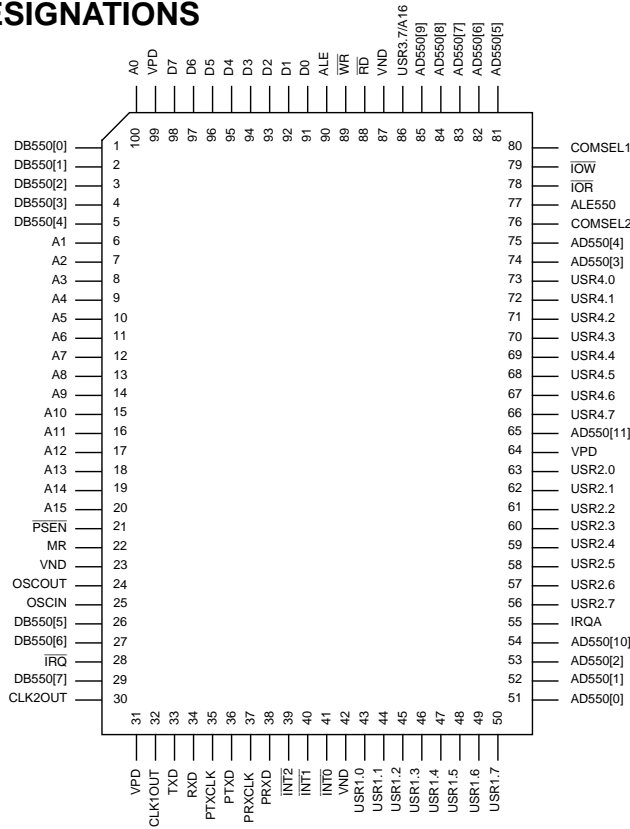 ESIGNATIONS
A0 100
VPD 99
D7 98
D6 97
D5 96
D4 95
D3 94
D2 93
D1 92
D0 91
ALE 90
WR 89
RD 88
VND 87
USR3.7/A16 86
AD550[9] 85
AD550[8] 84
AD550[7] 83
AD550[6] 82
AD550[5] 81
DB550[0] 1
DB550[1] 2
DB550[2] 3
DB550[3] 4
DB550[4] 5
A1 6
A2 7
A3 8
A4 9
A5 10
A6 11
A7 12
A8 13
A9 14
A10 15
A11 16
A12 17
A13 18
A14 19
A15 20
PSEN 21
MR 22
VND 23
OSCOUT 24
OSCIN 25
DB550[5] 26
DB550[6] 27
IRQ 28
DB550[7] 29
CLK2OUT 30
80 COMSEL1
79 IOW
78 IOR
77 ALE550
76 COMSEL2
75 AD550[4]
74 AD550[3]
73 USR4.0
72 USR4.1
71 USR4.2
70 USR4.3
69 USR4.4
68 USR4.5
67 USR4.6
66 USR4.7
65 AD550[11]
64 VPD
63 USR2.0
62 USR2.1
61 USR2.2
60 USR2.3
59 USR2.4
58 USR2.5
57 USR2.6
56 USR2.7
55 IRQA
54 AD550[10]
53 AD550[2]
52 AD550[1]
51 AD550[0]
31 VPD
32 CLK1OUT
33 TXD
34 RXD
35 PTXCLK
36 PTXD
37 PRXCLK
38 PRXD
39 INT2
40 INT1
41 INT0
42 VND
43 USR1.0
44 USR1.1
45 USR1.2
46 USR1.3
47 USR1.4
48 USR1.5
49 USR1.6
50 USR1.7